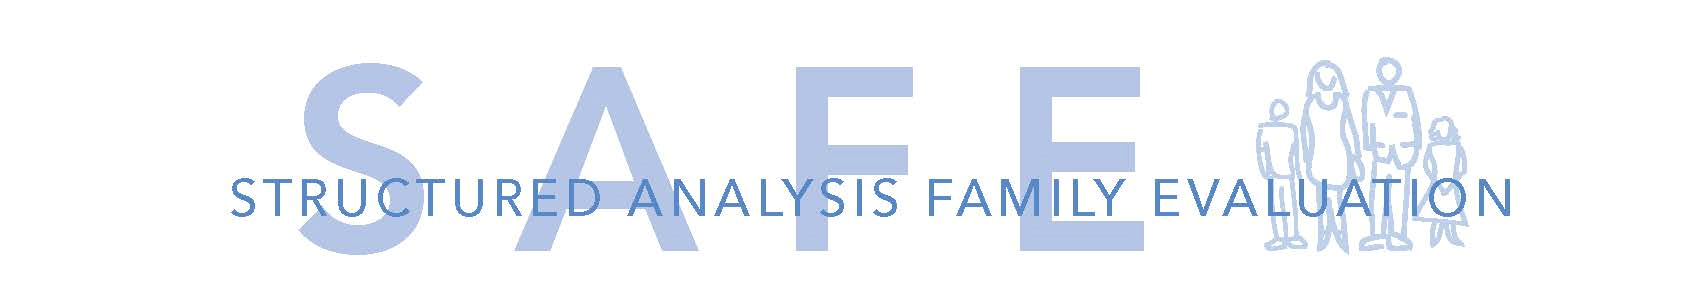 SAFE
STRUCTURED ANALYSIS FAMILY EVALUATION